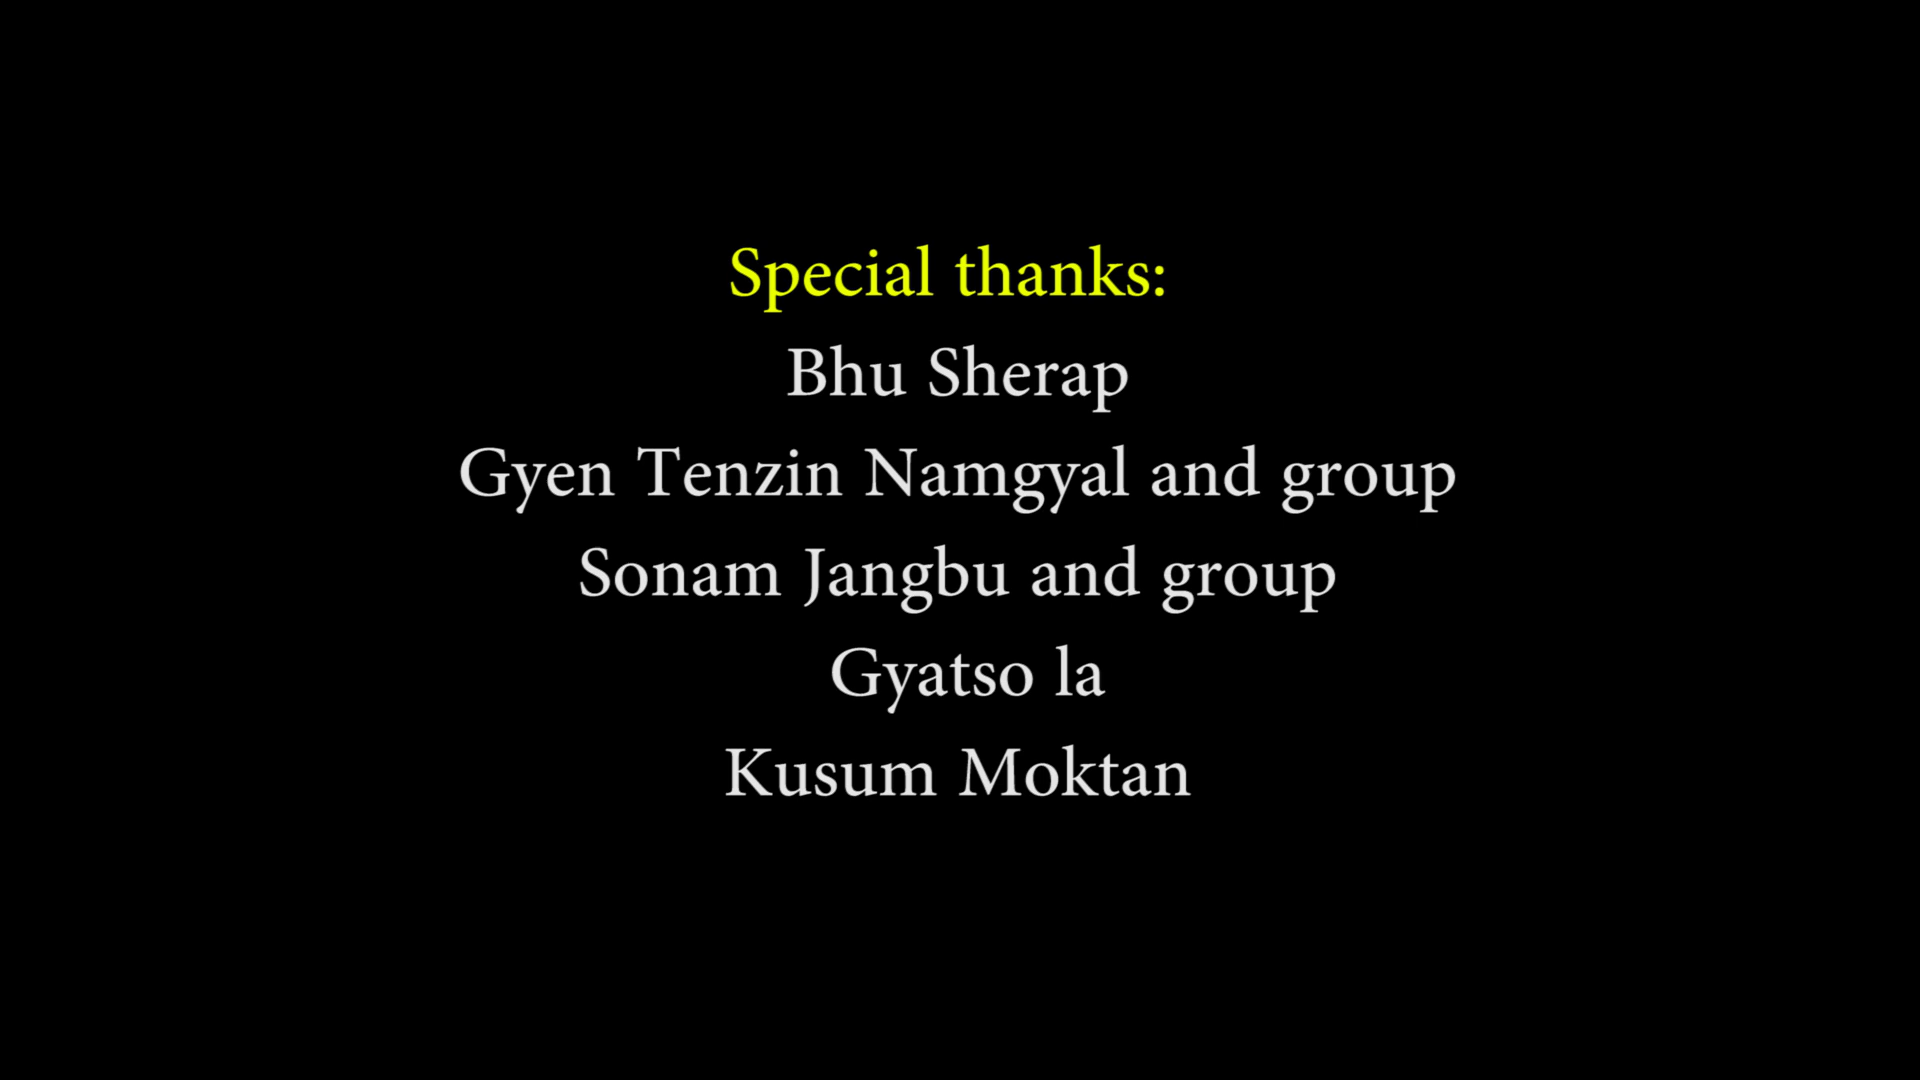 Special thanks:
Bhu Sherap
Gyen Tenzin Namgyal and group
Sonam Jangbu and group
Gyatso la
Kusum Moktan